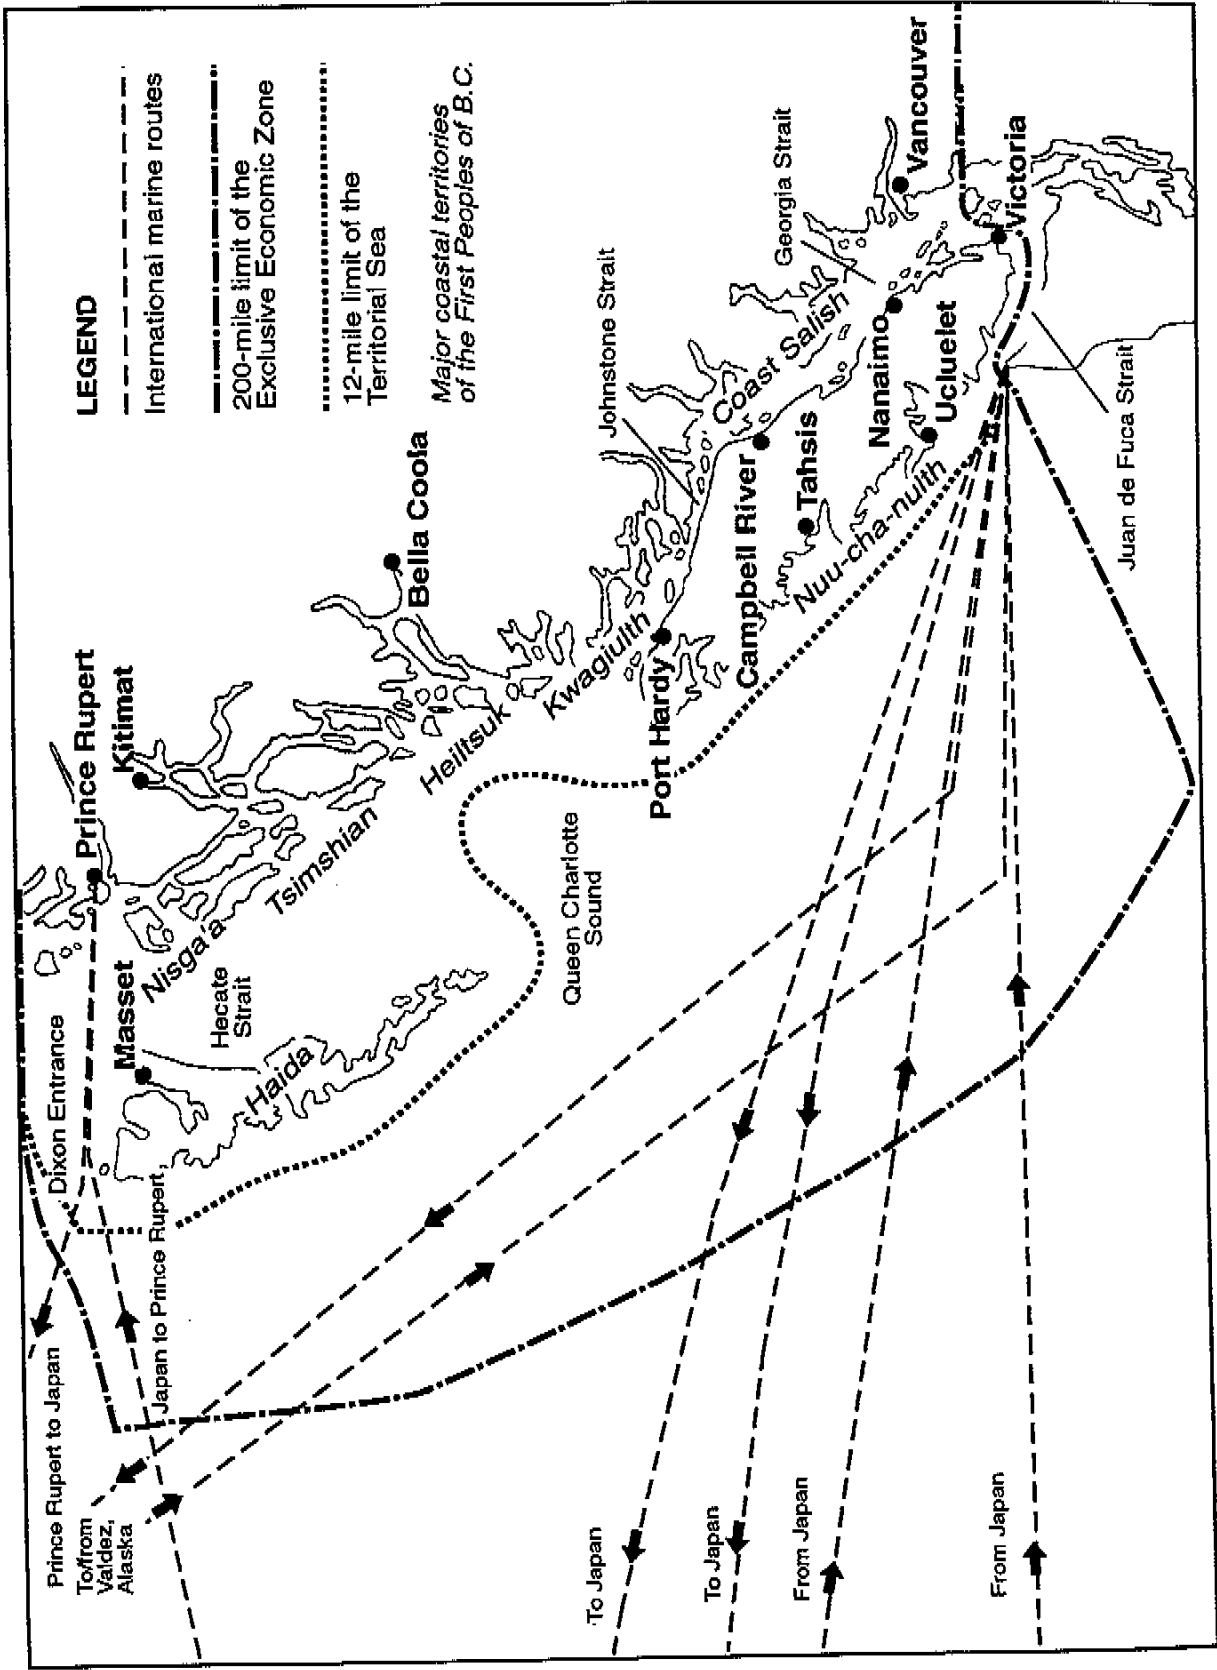 LEGEND
International marine routes
200-mile limit of the
Exclusive Economic Zone
12-mile limit of the
Territorial Sea
Major coastal territories
of the First Peoples of B.C.
Prince Rupert to Japan
To/from
Valdez,
Alaska
Japan to Prince Rupert
Dixon Entrance
Prince Rupert
Kitimat
Masset
Nisga'a
Tsimshian
Hecate
Strait
Haida
Bella Coola
Heiltsuk
Kwagiulth
Queen Charlotte
Sound
Port Hardy
Johnstone Strait
Coast Salish
Georgia Strait
Campbell River
Tahsis
Nuu-cha-nulth
Nanaimo
Ucluelet
Vancouver
Victoria
Juan de Fuca Strait
To Japan
To Japan
From Japan
From Japan